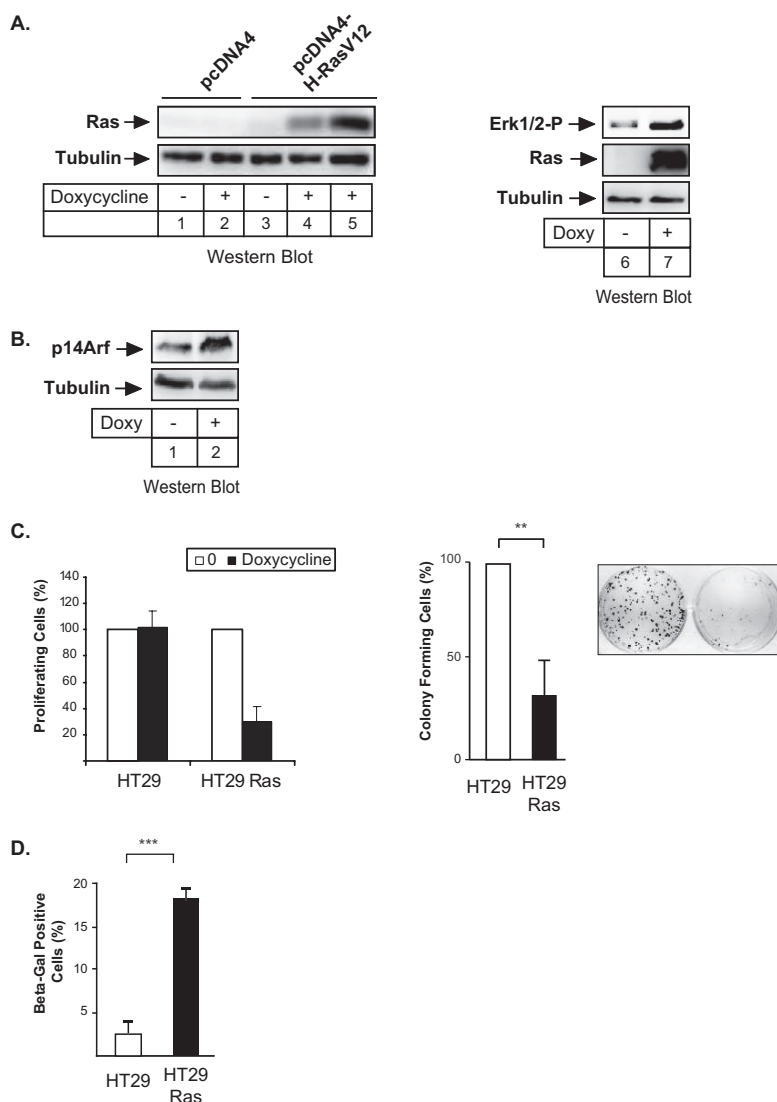 A.
pcDNA4
pcDNA4-
H-RasV12
Ras
Tubulin
Doxycycline - + - + +
1 2 3 4 5
Western Blot
Erk1/2-P
Ras
Tubulin
Doxy - +
6 7
Western Blot
B.
p14Arf
Tubulin
Doxy - +
1 2
Western Blot
C.
0 Doxycycline
Proliferating Cells (%)
140
120
100
80
60
40
20
HT29 HT29 Ras
**
Colony Forming Cells (%)
100
50
0
HT29 HT29
Ras
D.
***
Beta-Gal Positive
Cells (%)
20
15
10
5
HT29 HT29
Ras